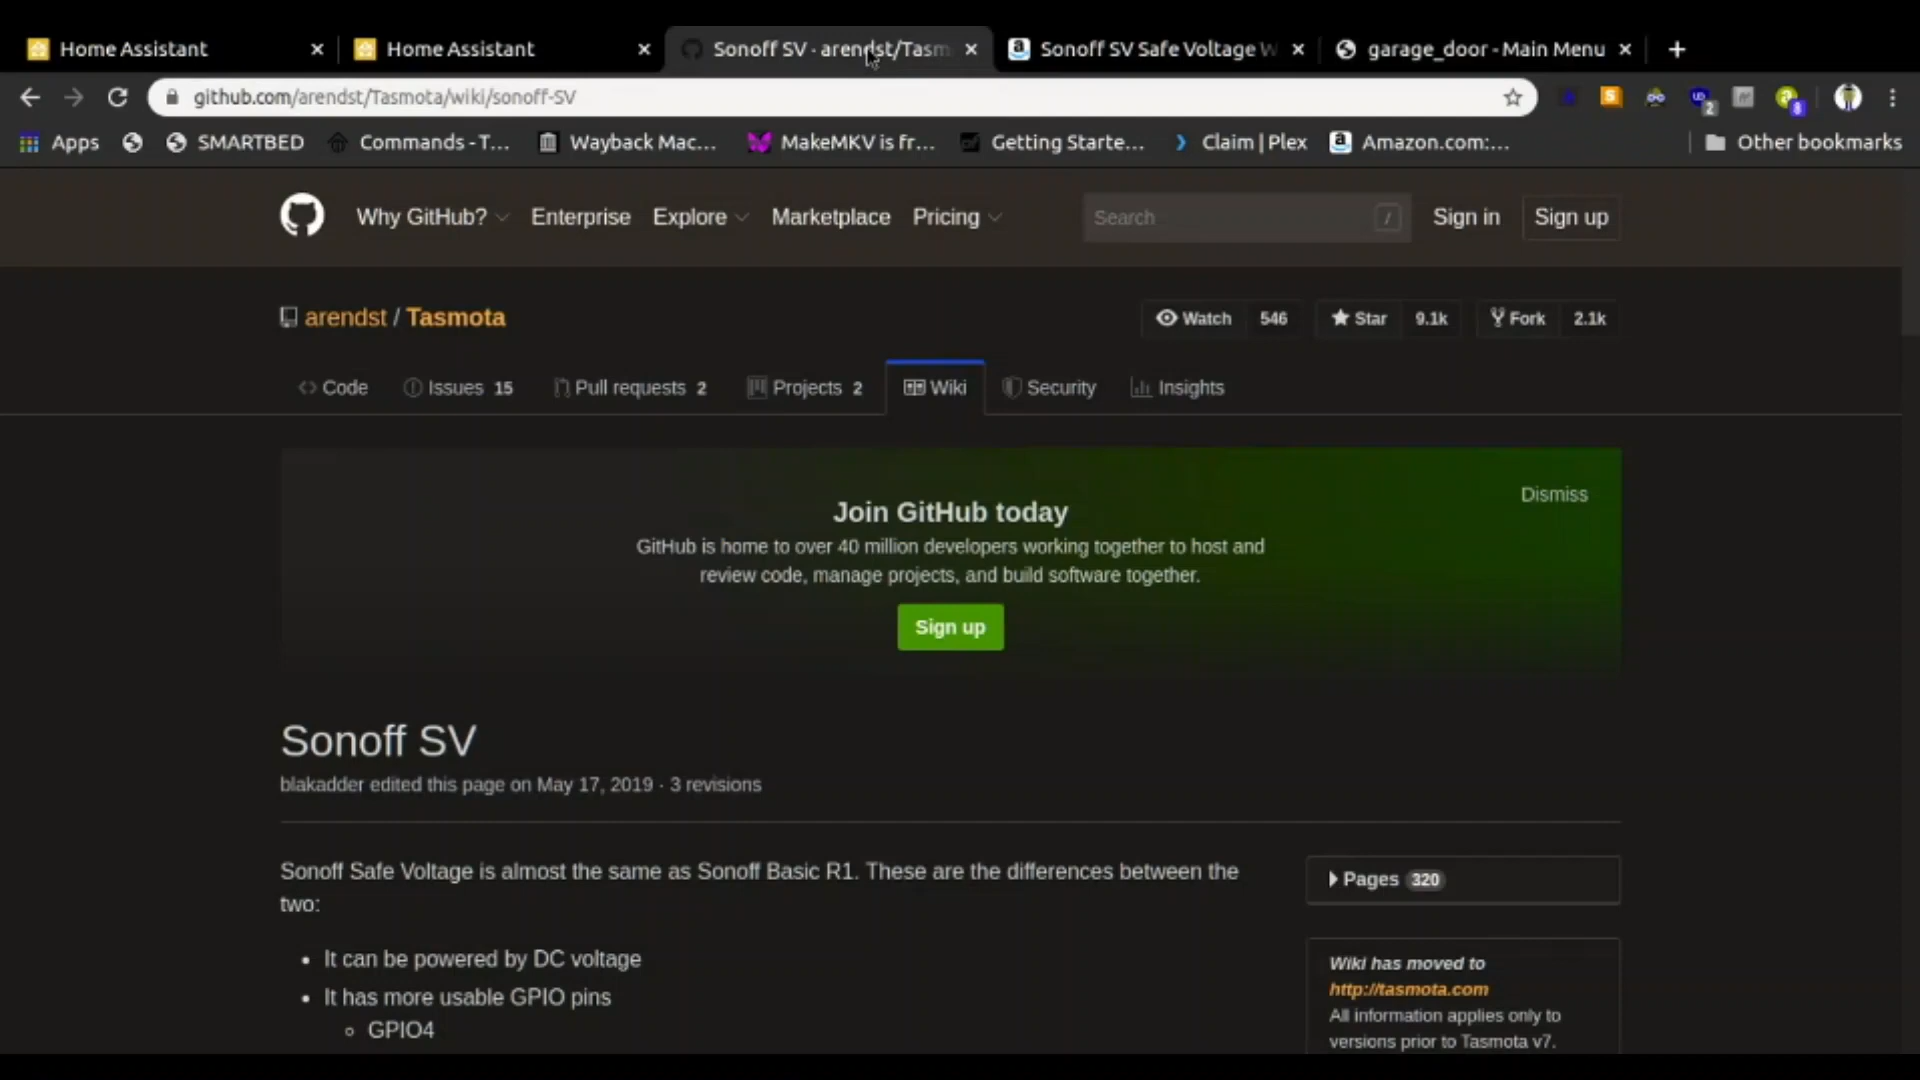 Home Assistant
Home Assistant
Sonoff SV · arendst/Tasm
Sonoff SV Safe Voltage W
garage_door - Main Menu
github.com/arendst/Tasmota/wiki/sonoff-SV
2
8
Apps
SMARTBED
Commands - T...
Wayback Mac...
MakeMKV is fr...
Getting Starte...
Claim | Plex
Amazon.com:...
Other bookmarks
Why GitHub?
Enterprise
Explore
Marketplace
Pricing
Search
/
Sign in
Sign up
arendst / Tasmota
Watch 546
Star 9.1k
Fork 2.1k
Code
Issues 15
Pull requests 2
Projects 2
Wiki
Security
Insights
Dismiss
Join GitHub today
GitHub is home to over 40 million developers working together to host and
review code, manage projects, and build software together.
Sign up
Sonoff SV
blakadder edited this page on May 17, 2019 · 3 revisions
Sonoff Safe Voltage is almost the same as Sonoff Basic R1. These are the differences between the
two:
• It can be powered by DC voltage
• It has more usable GPIO pins
◦ GPIO4
Pages 320
Wiki has moved to
http://tasmota.com
All information applies only to
versions prior to Tasmota v7.